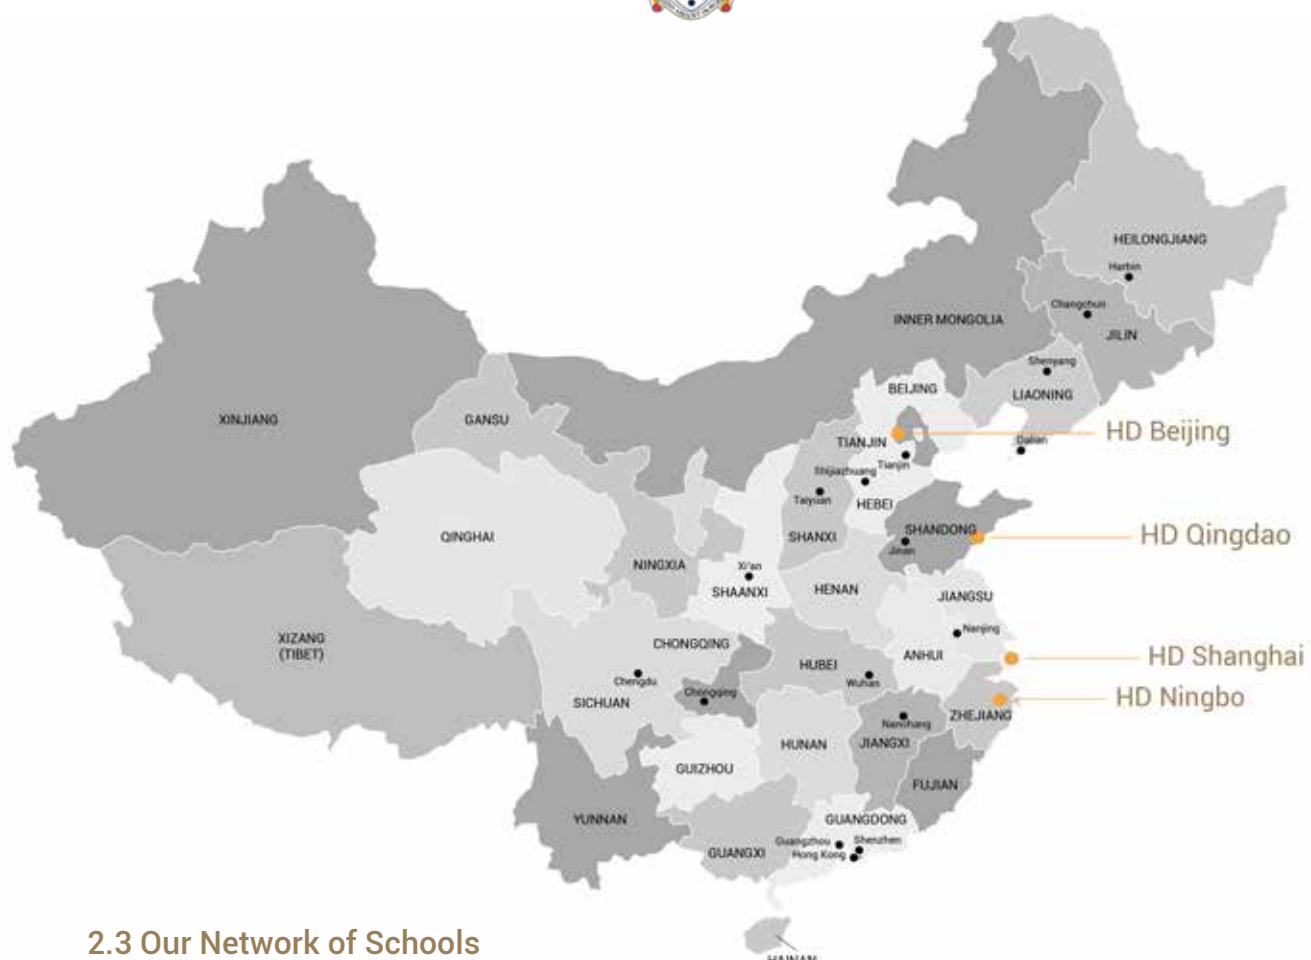 HEILONGJIANG
Harbin
Changchun
INNER MONGOLIA
JILIN
Shenyang
BEIJING
LIAONING
XINJIANG
GANSU
HD Beijing
TIANJIN
Dalian
Tianjin
Shijiazhuang
Taiyuan
HEBEI
SHANDONG
QINGHAI
SHANXI
HD Qingdao
Jinan
NINGXIA
Xi'an
SHAANXI
HENAN
JIANGSU
Nanjing
XIZANG
(TIBET)
CHONGQING
ANHUI
HD Shanghai
HUBEI
Chengdu
Wuhan
Chongqing
HD Ningbo
SICHUAN
ZHEJIANG
Nanchang
HUNAN
JIANGXI
GUIZHOU
FUJIAN
YUNNAN
GUANGDONG
Guangzhou
Shenzhen
GUANGXI
Hong Kong
2.3 Our Network of Schools
HAINAN